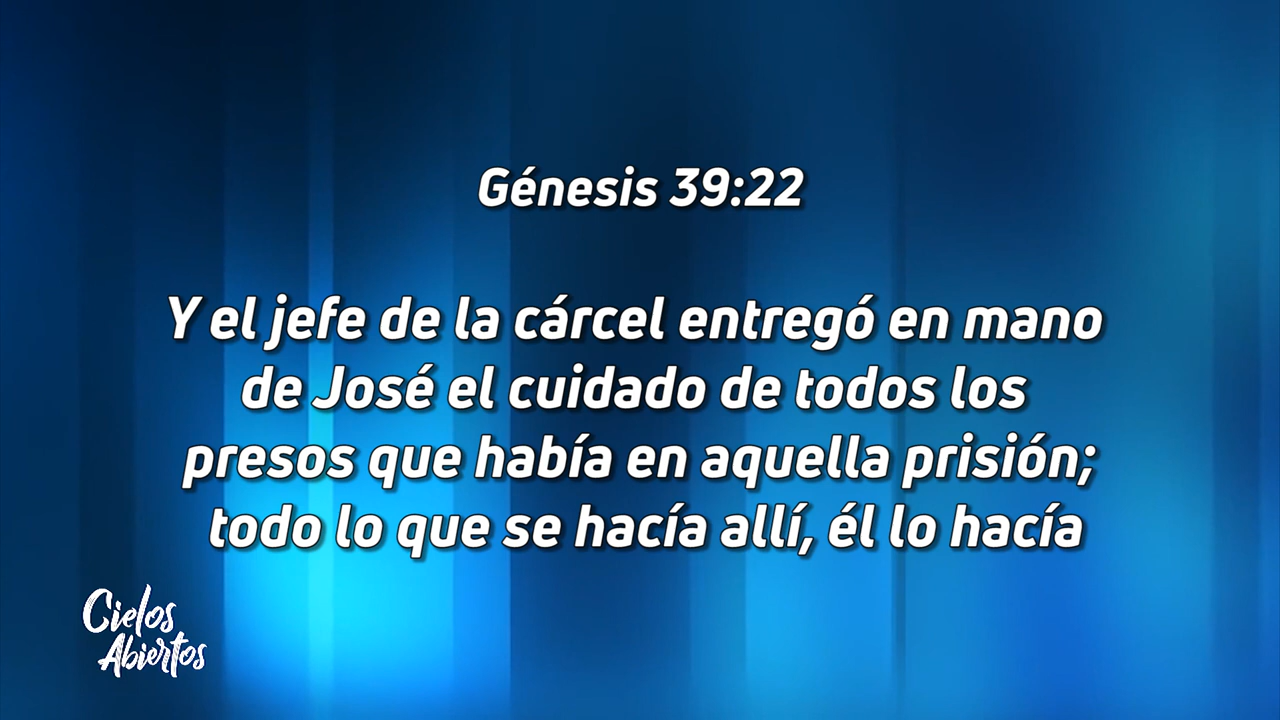 Génesis 39:22
Y el jefe de la cárcel entregó en mano
de José el cuidado de todos los
presos que había en aquella prisión;
todo lo que se hacía allí, él lo hacía
Cielos
Abiertos